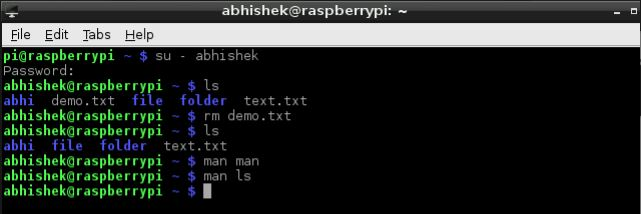 abhishek@raspberrypi: ~
File Edit Tabs Help
pi@raspberrypi ~ $ su - abhishek
Password:
abhishek@raspberrypi ~ $ ls
abhi demo.txt file folder text.txt
abhishek@raspberrypi ~ $ rm demo.txt
abhishek@raspberrypi ~ $ ls
abhi file folder text.txt
abhishek@raspberrypi ~ $ man man
abhishek@raspberrypi ~ $ man ls
abhishek@raspberrypi ~ $